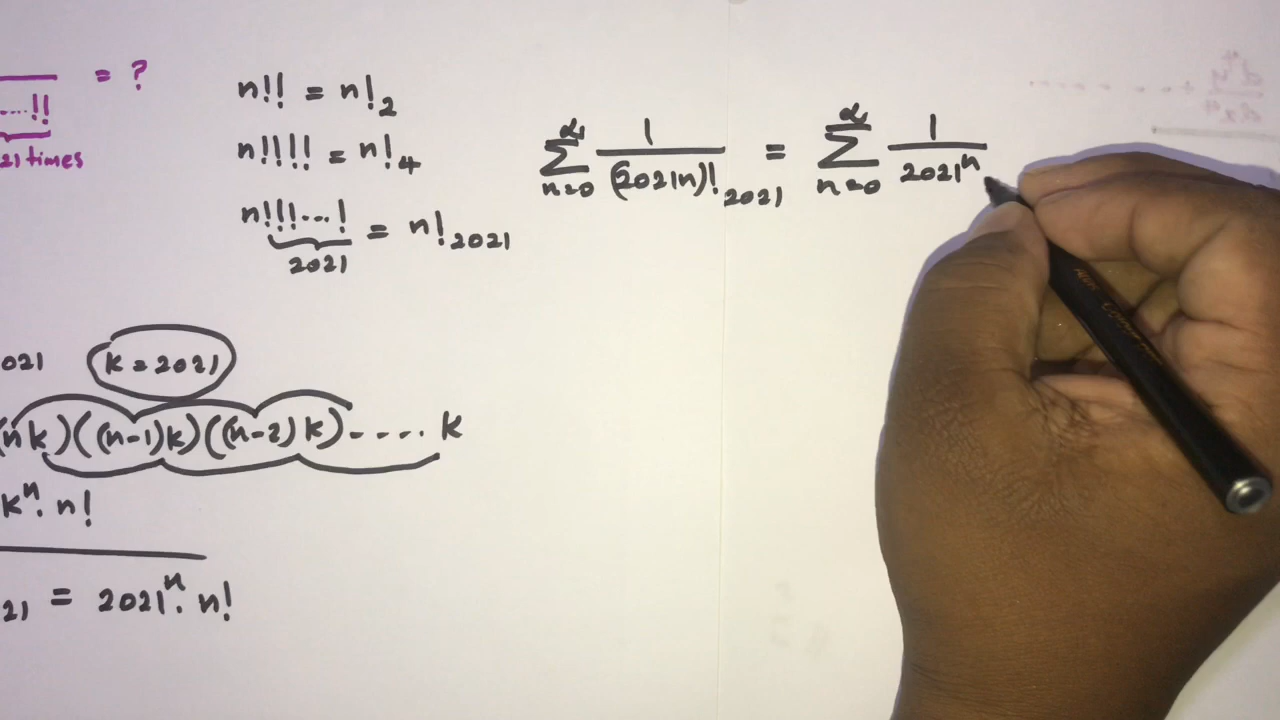 = ?
....!!
21 times
n!! = n!₂
n!!!! = n!₄
n!!!...! = n!₂₀₂₁
2021
∑ n=0 ∞ 1/(2021n)!₂₀₂₁ = ∑ n=0 ∞ 1/2021ⁿ
021 k = 2021
(nk)((n-1)k)((n-2)k)---- k
kⁿ. n!
21 = 2021ⁿ. n!